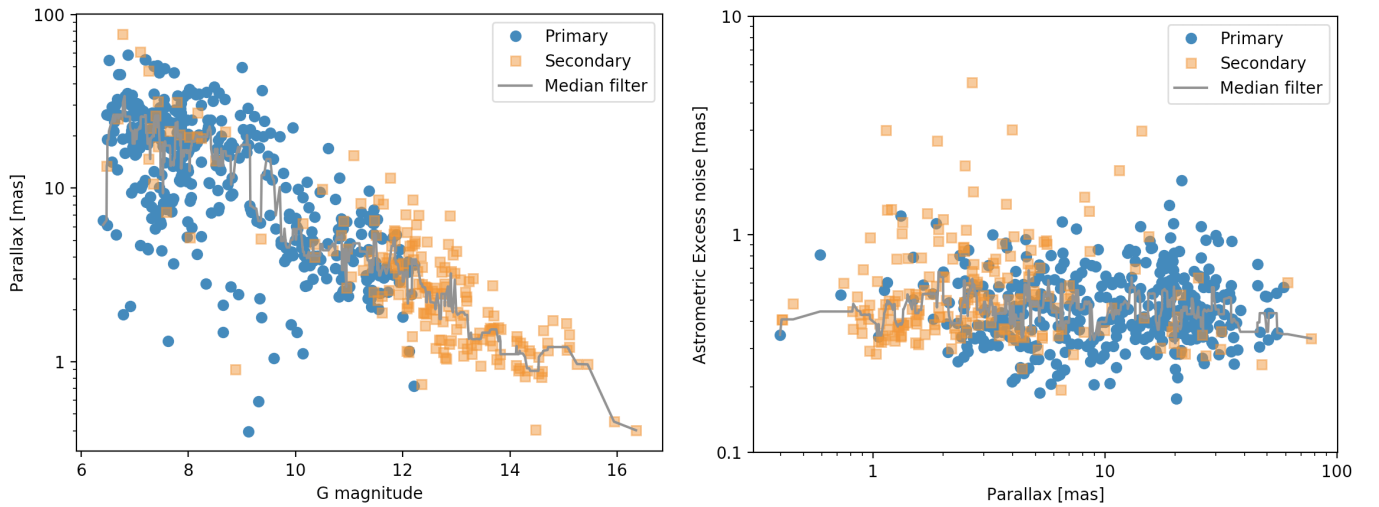 100
10
1
Parallax [mas]
6
8
10
12
14
16
G magnitude
Primary
Secondary
Median filter
10
1
0.1
Astrometric Excess noise [mas]
1
10
100
Parallax [mas]
Primary
Secondary
Median filter